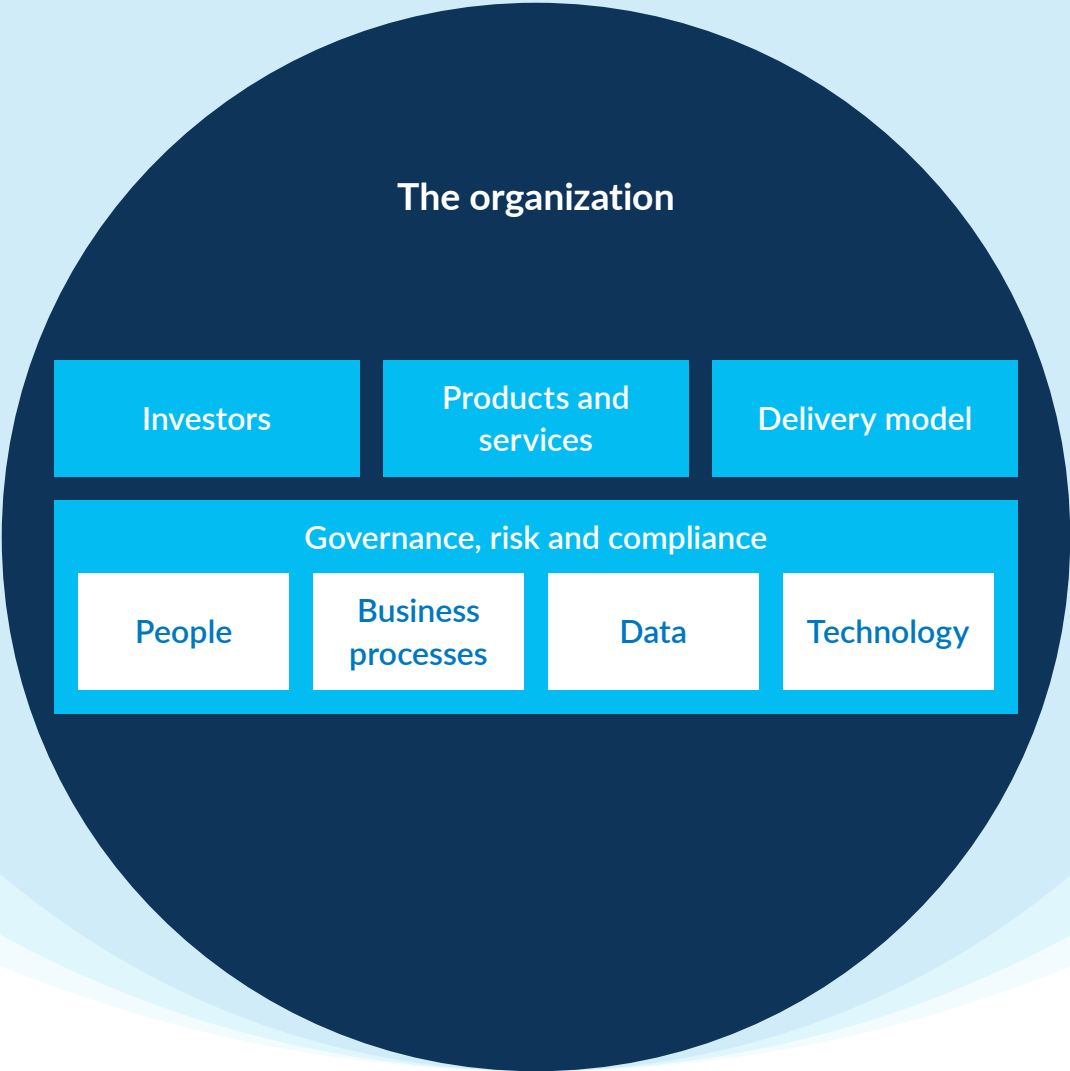 The organization
Investors
Products and
services
Delivery model
Governance, risk and compliance
People
Business
processes
Data
Technology